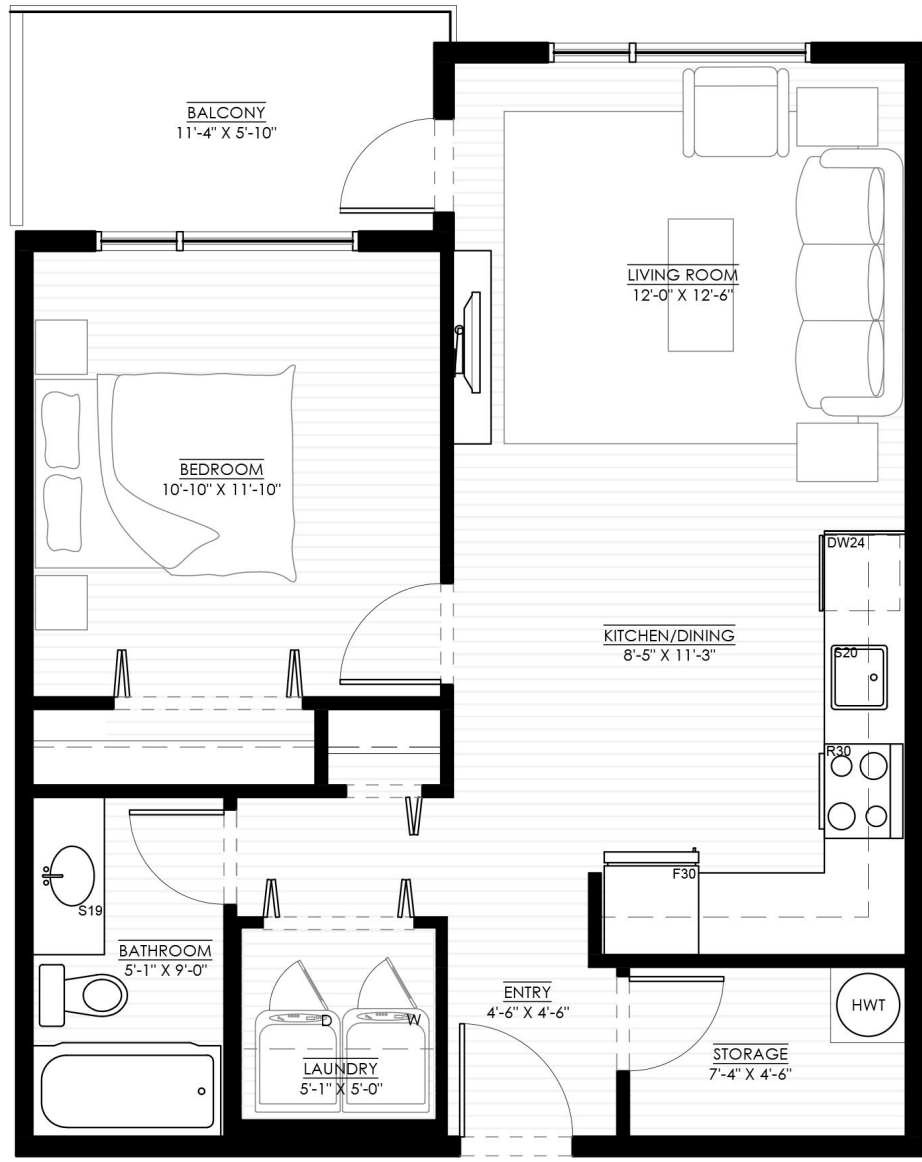 BALCONY
11'-4" X 5'-10"
LIVING ROOM
12'-0" X 12'-6"
BEDROOM
10'-10" X 11'-10"
DW24
KITCHEN/DINING
8'-5" X 11'-3"
S20
R30
F30
S19
BATHROOM
5'-1" X 9'-0"
ENTRY
4'-6" X 4'-6"
HWT
D
W
STORAGE
7'-4" X 4'-6"
LAUNDRY
5'-1" X 5'-0"